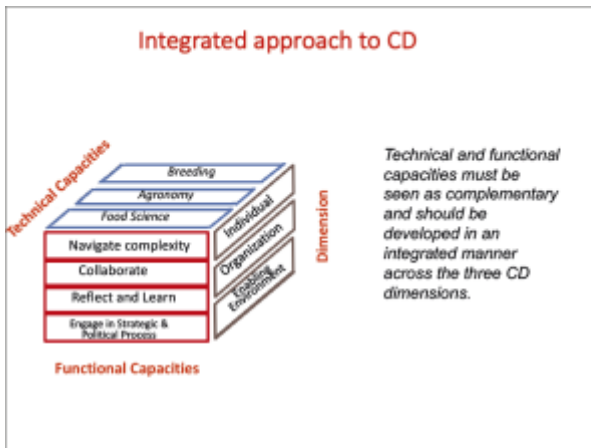 Integrated approach to CD
Technical Capacities
Breeding
Agronomy
Food Science
Navigate complexity
Collaborate
Reflect and Learn
Engage in Strategic &
Political Process
Functional Capacities
Individual
Organization
Enabling
Environment
Dimension
Technical and functional
capacities must be
seen as complementary
and should be
developed in an
integrated manner
across the three CD
dimensions.